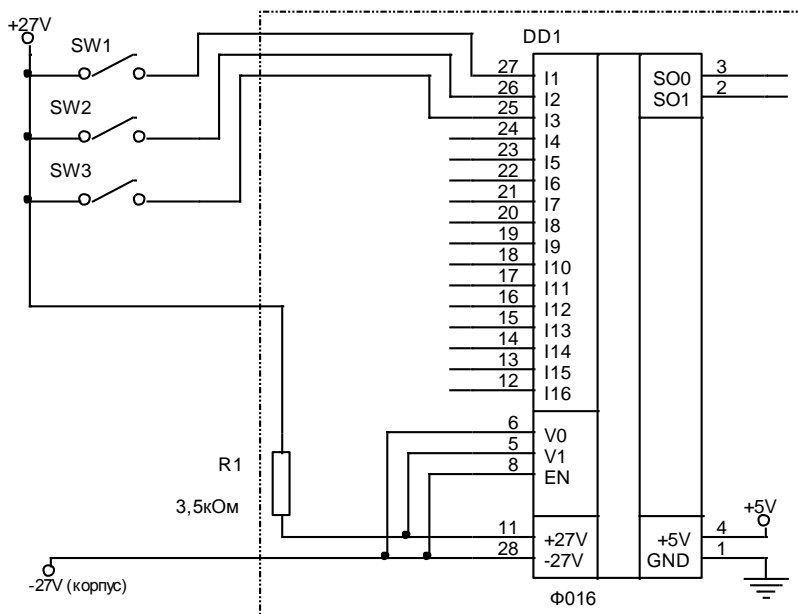 +27V
SW1
SW2
SW3
DD1
27 I1
26 I2
25 I3
24 I4
23 I5
22 I6
21 I7
20 I8
19 I9
18 I10
17 I11
16 I12
15 I13
14 I14
13 I15
12 I16
6 V0
5 V1
8 EN
11 +27V
28 -27V
SO0 3
SO1 2
+5V 4
GND 1
+5V
R1
3,5кОм
-27V (корпус)
Ф016